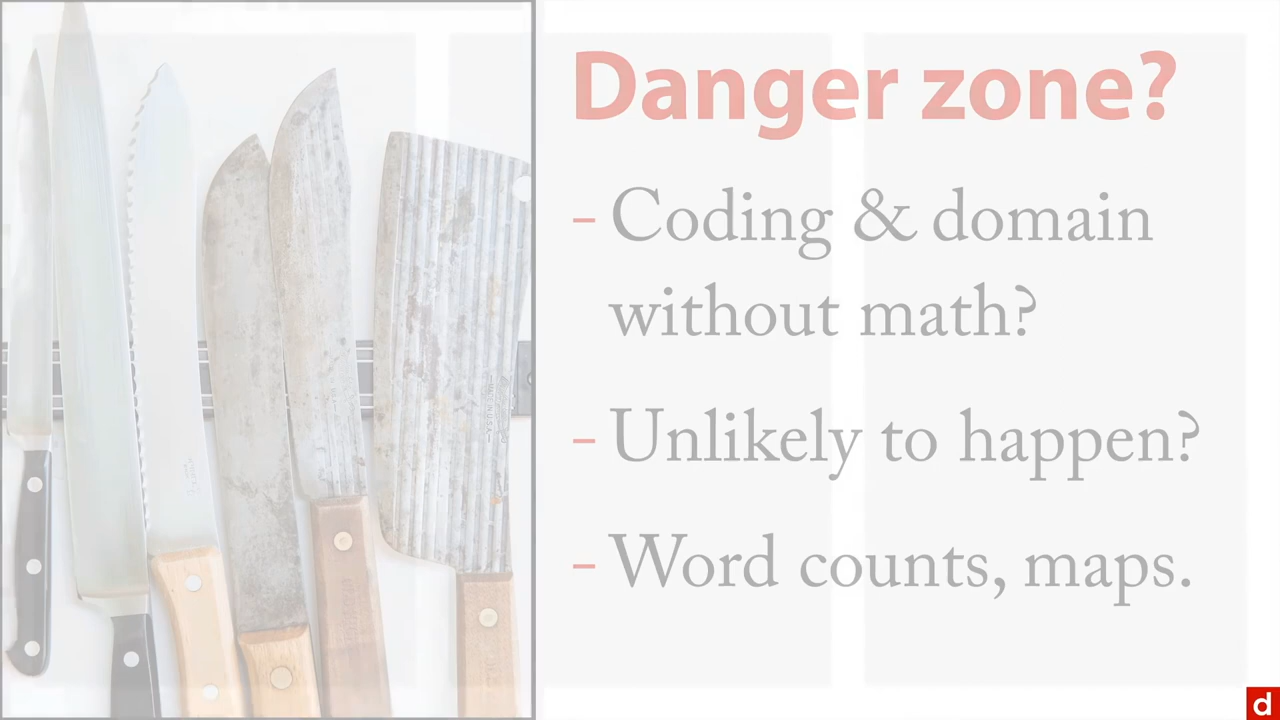 Danger zone?
- Coding & domain
without math?
- Unlikely to happen?
- Word counts, maps.
d